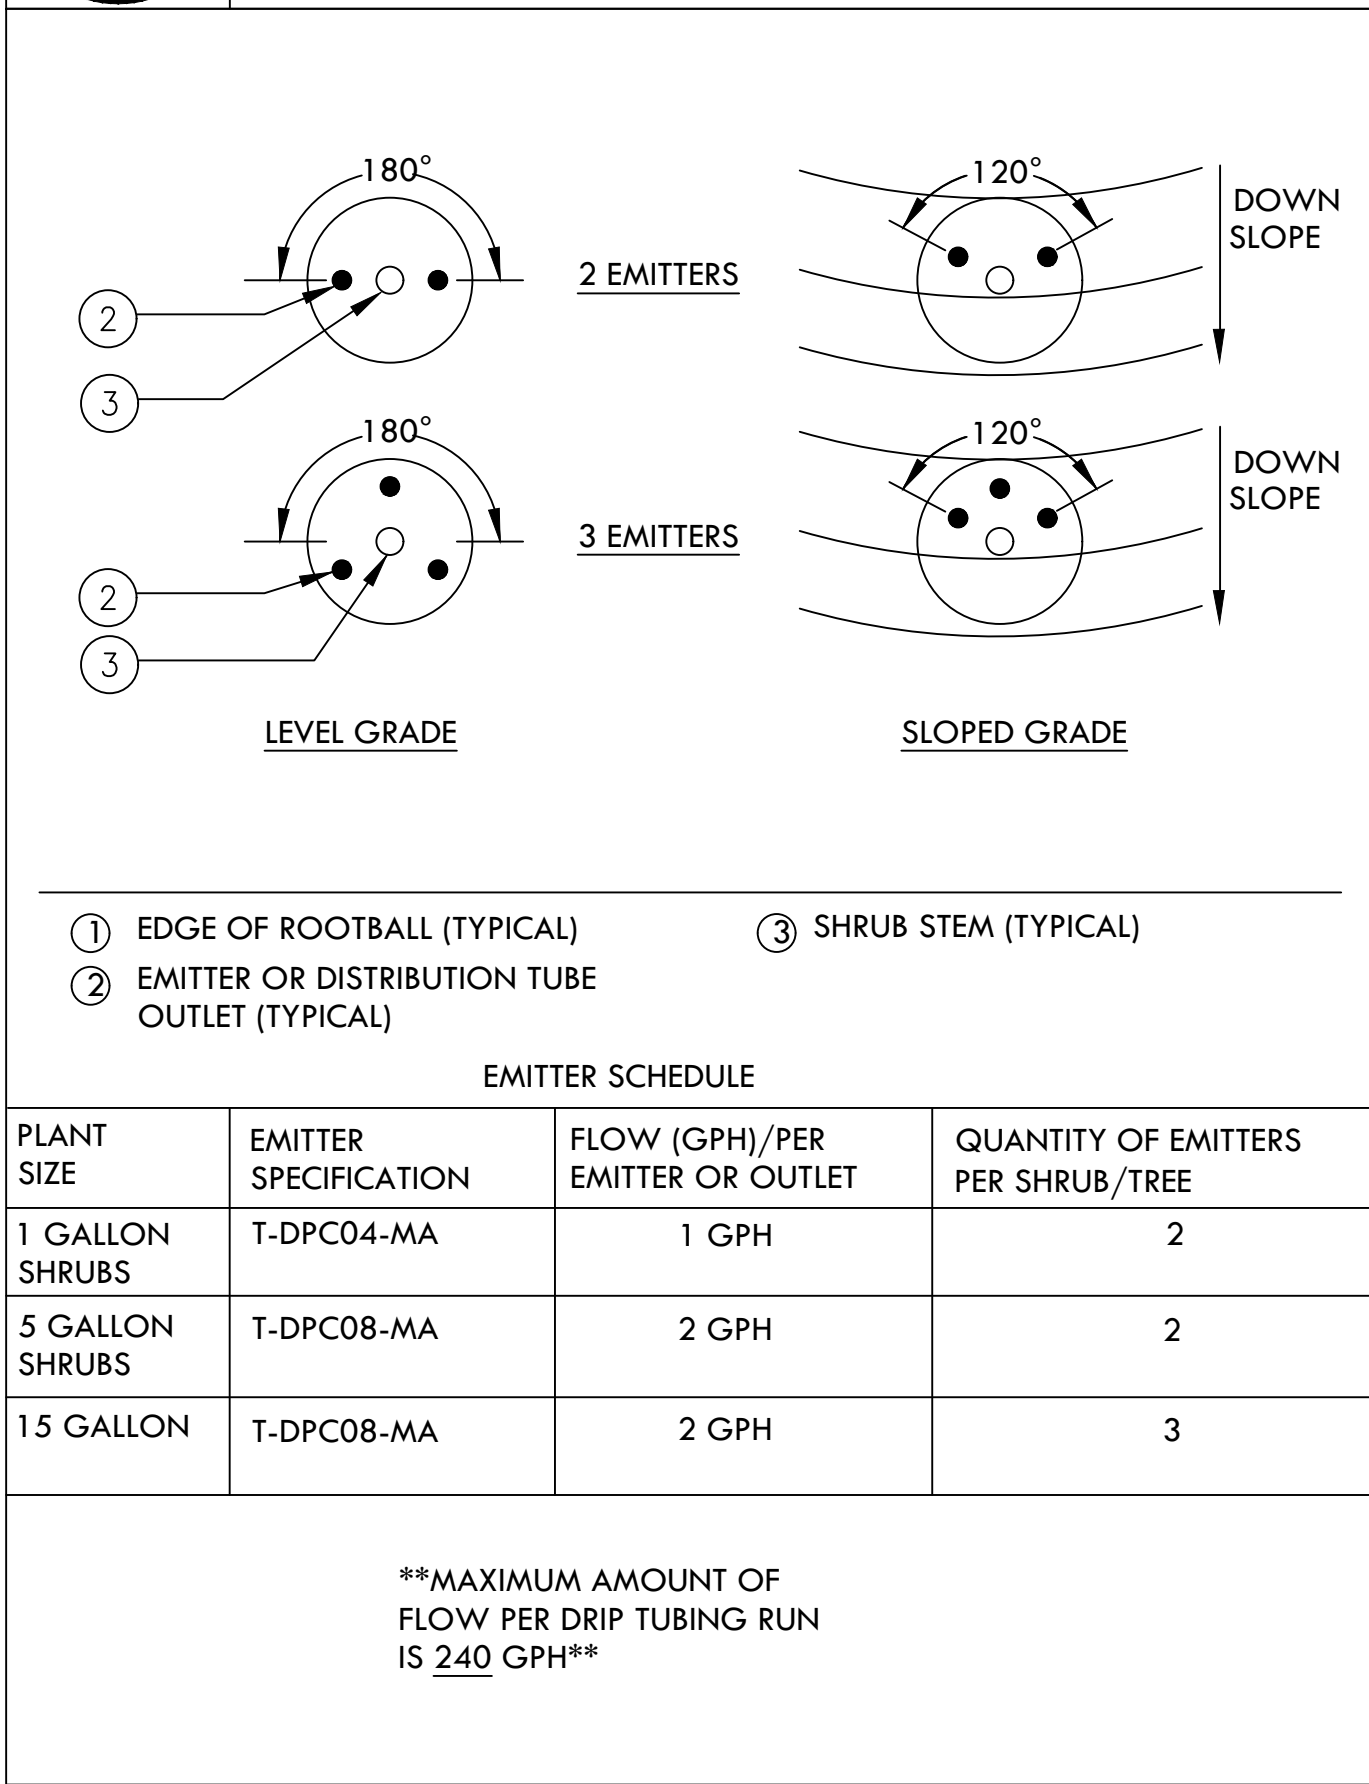 180°
120°
DOWN
SLOPE
2 EMITTERS
2
3
180°
120°
DOWN
SLOPE
3 EMITTERS
2
3
LEVEL GRADE
SLOPED GRADE
1 EDGE OF ROOTBALL (TYPICAL)
3 SHRUB STEM (TYPICAL)
2 EMITTER OR DISTRIBUTION TUBE
OUTLET (TYPICAL)
EMITTER SCHEDULE
PLANT
SIZE
EMITTER
SPECIFICATION
FLOW (GPH)/PER
EMITTER OR OUTLET
QUANTITY OF EMITTERS
PER SHRUB/TREE
1 GALLON
SHRUBS
T-DPC04-MA
1 GPH
2
5 GALLON
SHRUBS
T-DPC08-MA
2 GPH
2
15 GALLON
T-DPC08-MA
2 GPH
3
**MAXIMUM AMOUNT OF
FLOW PER DRIP TUBING RUN
IS 240 GPH**